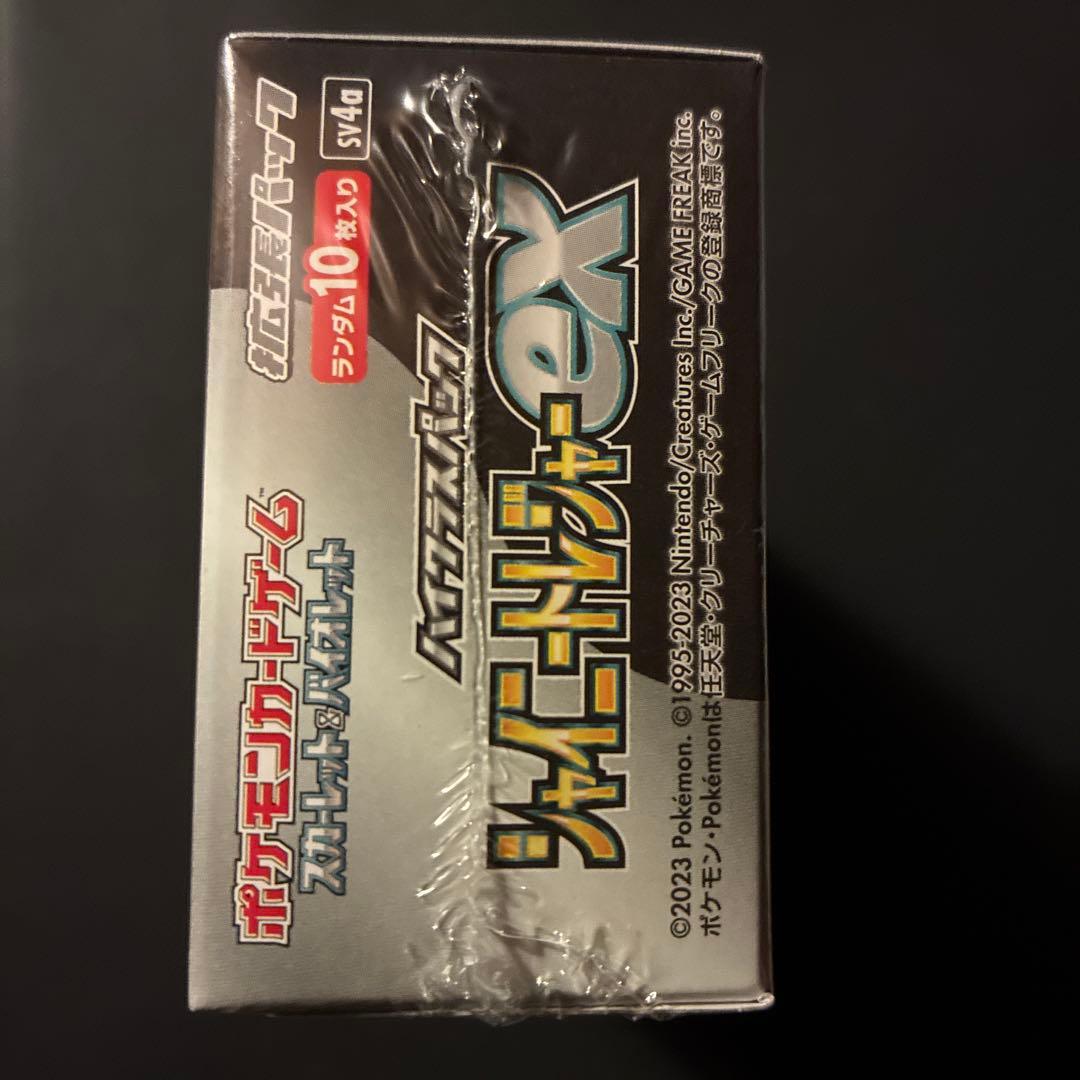 ポケモンカードゲーム™
スカーレット&バイオレット
拡張パック
ランダム10枚入り
sv4a
ハイクラスパック
シャイニートレジャーex
©2023 Pokémon. ©1995-2023 Nintendo/Creatures Inc./GAME FREAK inc.
ポケモン・Pokémonは任天堂・クリーチャーズ・ゲームフリークの登録商標です。